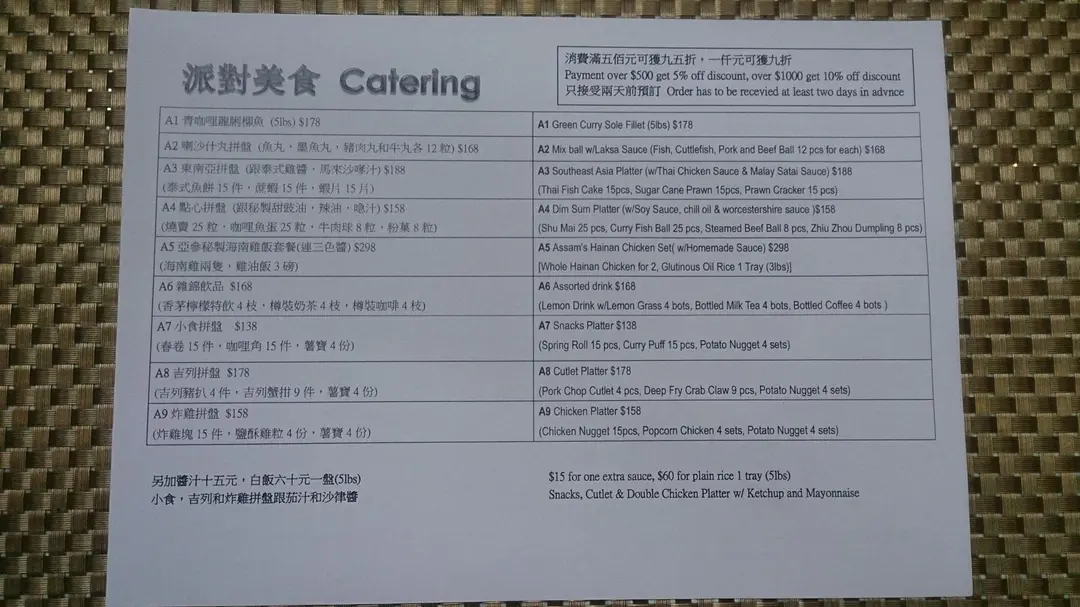 派對美食 Catering
消費滿五佰元可獲九五折，一仟元可獲九折
Payment over $500 get 5% off discount, over $1000 get 10% off discount
只接受兩天前預訂 Order has to be recevied at least two days in advnce
A1 青咖哩龍脷柳魚 (5lbs) $178
A1 Green Curry Sole Fillet (5lbs) $178
A2 喇沙什丸拼盤 (魚丸，墨魚丸，豬肉丸和牛丸各 12 粒) $168
A2 Mix ball w/Laksa Sauce (Fish, Cuttlefish, Pork and Beef Ball 12 pcs for each) $168
A3 東南亞拼盤 (跟泰式雞醬，馬來沙嗲汁) $188
(泰式魚餅 15 件，蔗蝦 15 件，蝦片 15 片)
A3 Southeast Asia Platter (w/Thai Chicken Sauce & Malay Satai Sauce) $188
(Thai Fish Cake 15pcs, Sugar Cane Prawn 15pcs, Prawn Cracker 15 pcs)
A4 點心拼盤 (跟秘製甜豉油，辣油，喼汁) $158
(燒賣 25 粒，咖哩魚蛋 25 粒，牛肉球 8 粒，粉菓 8 粒)
A4 Dim Sum Platter (w/Soy Sauce, chill oil & worcestershire sauce )$158
(Shu Mai 25 pcs, Curry Fish Ball 25 pcs, Steamed Beef Ball 8 pcs, Zhiu Zhou Dumpling 8 pcs)
A5 亞參秘製海南雞飯套餐(連三色醬) $298
(海南雞兩隻，雞油飯 3 磅)
A5 Assam's Hainan Chicken Set( w/Homemade Sauce) $298
[Whole Hainan Chicken for 2, Glutinous Oil Rice 1 Tray (3lbs)]
A6 雜錦飲品 $168
(香茅檸檬特飲 4 枝，樽裝奶茶 4 枝，樽裝咖啡 4 枝)
A6 Assorted drink $168
(Lemon Drink w/Lemon Grass 4 bots, Bottled Milk Tea 4 bots, Bottled Coffee 4 bots )
A7 小食拼盤 $138
(春卷 15 件，咖哩角 15 件，薯寶 4 份)
A7 Snacks Platter $138
(Spring Roll 15 pcs, Curry Puff 15 pcs, Potato Nugget 4 sets)
A8 吉列拼盤 $178
(吉列豬扒 4 件，吉列蟹拑 9 件，薯寶 4 份)
A8 Cutlet Platter $178
(Pork Chop Cutlet 4 pcs, Deep Fry Crab Claw 9 pcs, Potato Nugget 4 sets)
A9 炸雞拼盤 $158
(炸雞塊 15 件，鹽酥雞粒 4 份，薯寶 4 份)
A9 Chicken Platter $158
(Chicken Nugget 15pcs, Popcorn Chicken 4 sets, Potato Nugget 4 sets)
另加醬汁十五元，白飯六十元一盤(5lbs)
小食，吉列和炸雞拼盤跟茄汁和沙律醬
$15 for one extra sauce, $60 for plain rice 1 tray (5lbs)
Snacks, Cutlet & Double Chicken Platter w/ Ketchup and Mayonnaise